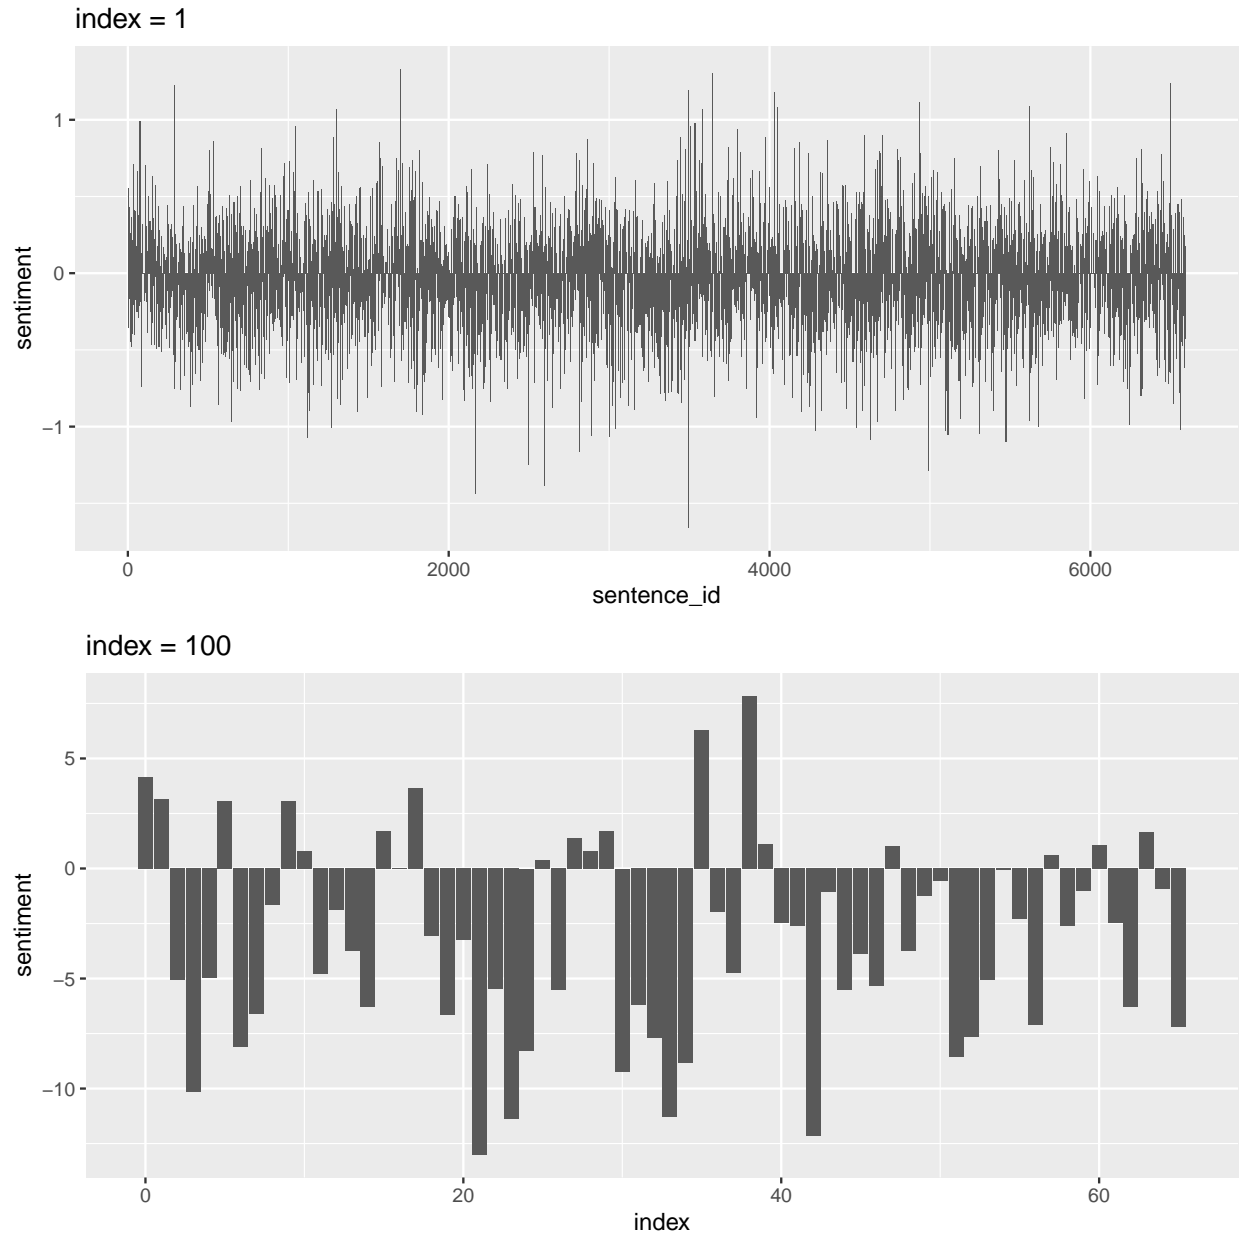 index = 1
1
0
−1
sentiment
0
2000
4000
6000
sentence_id
index = 100
5
0
−5
−10
sentiment
0
20
40
60
index